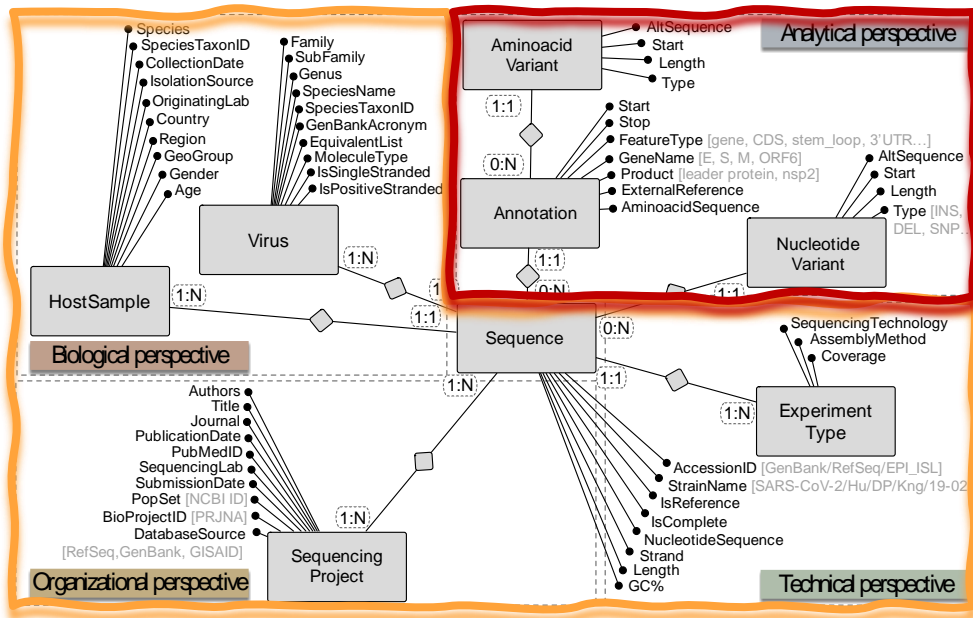 Species
SpeciesTaxonID
CollectionDate
IsolationSource
OriginatingLab
Country
Region
GeoGroup
Gender
Age
HostSample
1:N
Biological perspective
Family
SubFamily
Genus
SpeciesName
SpeciesTaxonID
GenBankAcronym
EquivalentList
MoleculeType
IsSingleStranded
IsPositiveStranded
Virus
1:N
1:1
Aminoacid
Variant
AltSequence
Start
Length
Type
1:1
0:N
Analytical perspective
Start
Stop
FeatureType [gene, CDS, stem_loop, 3'UTR...]
GeneName [E, S, M, ORF6]
Product [leader protein, nsp2]
ExternalReference
AminoacidSequence
Annotation
1:1
0:N
AltSequence
Start
Length
Type [INS,
DEL, SNP..
Nucleotide
Variant
1:1
0:N
Sequence
1:N
1:1
SequencingTechnology
AssemblyMethod
Coverage
1:N
Experiment
Type
Authors
Title
Journal
PublicationDate
PubMedID
SequencingLab
SubmissionDate
PopSet [NCBI ID]
BioProjectID [PRJNA]
DatabaseSource
[RefSeq,GenBank, GISAID]
1:N
Sequencing
Project
Organizational perspective
AccessionID [GenBank/RefSeq/EPI_ISL]
StrainName [SARS-CoV-2/Hu/DP/Kng/19-02
IsReference
IsComplete
NucleotideSequence
Strand
Length
GC%
Technical perspective